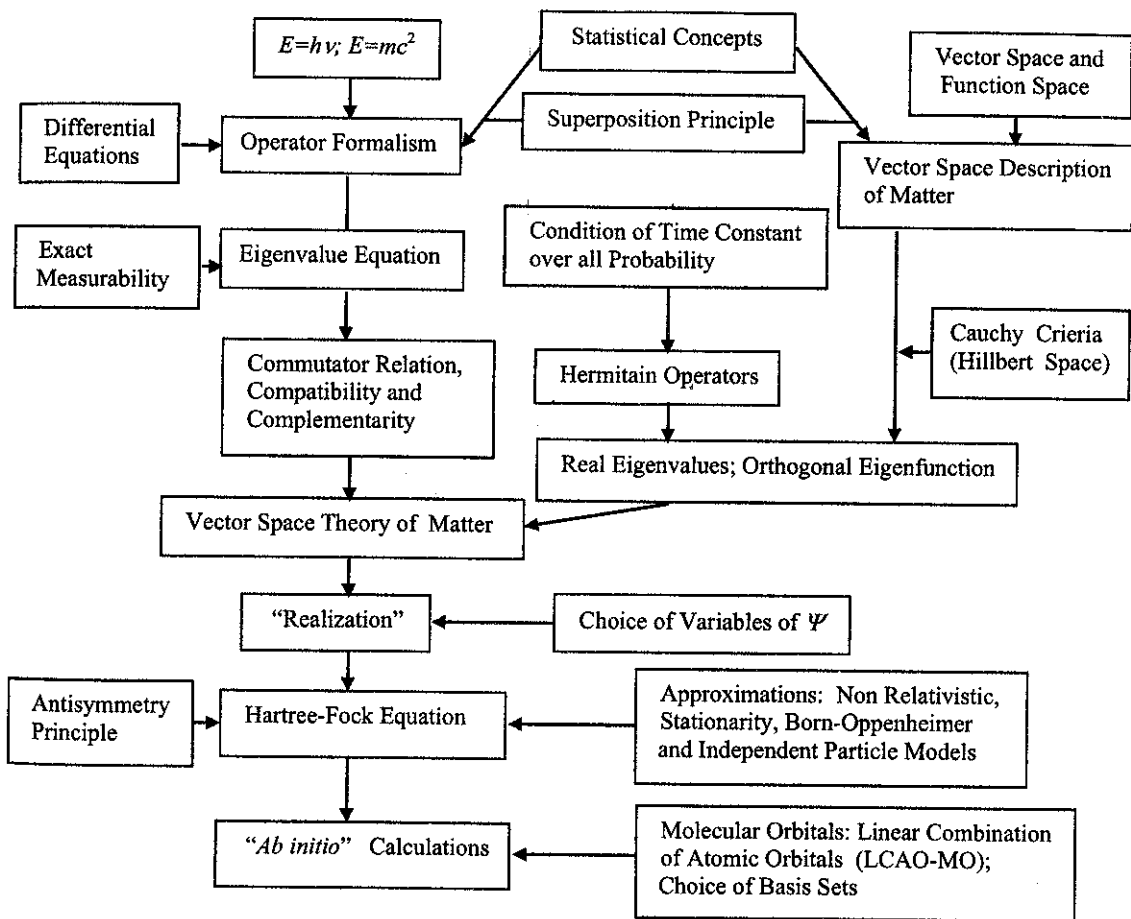 E=hν; E=mc²
Statistical Concepts
Vector Space and
Function Space
Differential
Equations
Operator Formalism
Superposition Principle
Vector Space Description
of Matter
Exact
Measurability
Eigenvalue Equation
Condition of Time Constant
over all Probability
Commutator Relation,
Compatibility and
Complementarity
Hermitain Operators
Cauchy Crieria
(Hillbert Space)
Real Eigenvalues; Orthogonal Eigenfunction
Vector Space Theory of Matter
"Realization"
Choice of Variables of Ψ
Antisymmetry
Principle
Hartree-Fock Equation
Approximations: Non Relativistic,
Stationarity, Born-Oppenheimer
and Independent Particle Models
"Ab initio" Calculations
Molecular Orbitals: Linear Combination
of Atomic Orbitals (LCAO-MO);
Choice of Basis Sets